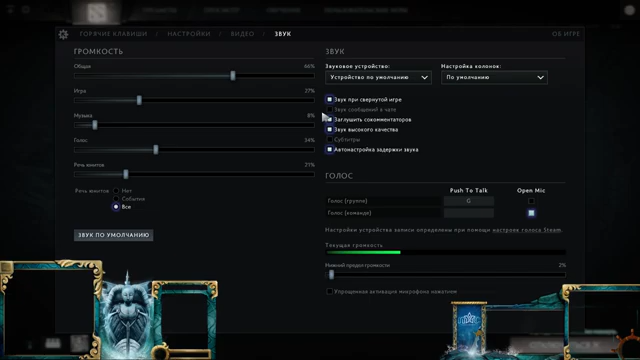 ГОРЯЧИЕ КЛАВИШИ / НАСТРОЙКИ / ВИДЕО / ЗВУК
ОБ ИГРЕ
ГРОМКОСТЬ
Общая 66%
Игра 27%
Музыка 8%
Голос 34%
Речь юнитов 21%
Речь юнитов
Нет
События
Все
ЗВУК ПО УМОЛЧАНИЮ
ЗВУК
Звуковое устройство:
Настройка колонок:
Устройство по умолчанию
По умолчанию
Звук при свернутой игре
Звук сообщений в чате
Заглушить сокомментаторов
Звук высокого качества
Субтитры
Автонастройка задержки звука
ГОЛОС
Push To Talk
Open Mic
Голос (группе) G
Голос (команде)
Настройки устройства записи определены при помощи настроек голоса Steam.
Текущая громкость
Нижний предел громкости 2%
Упрощенная активация микрофона нажатием